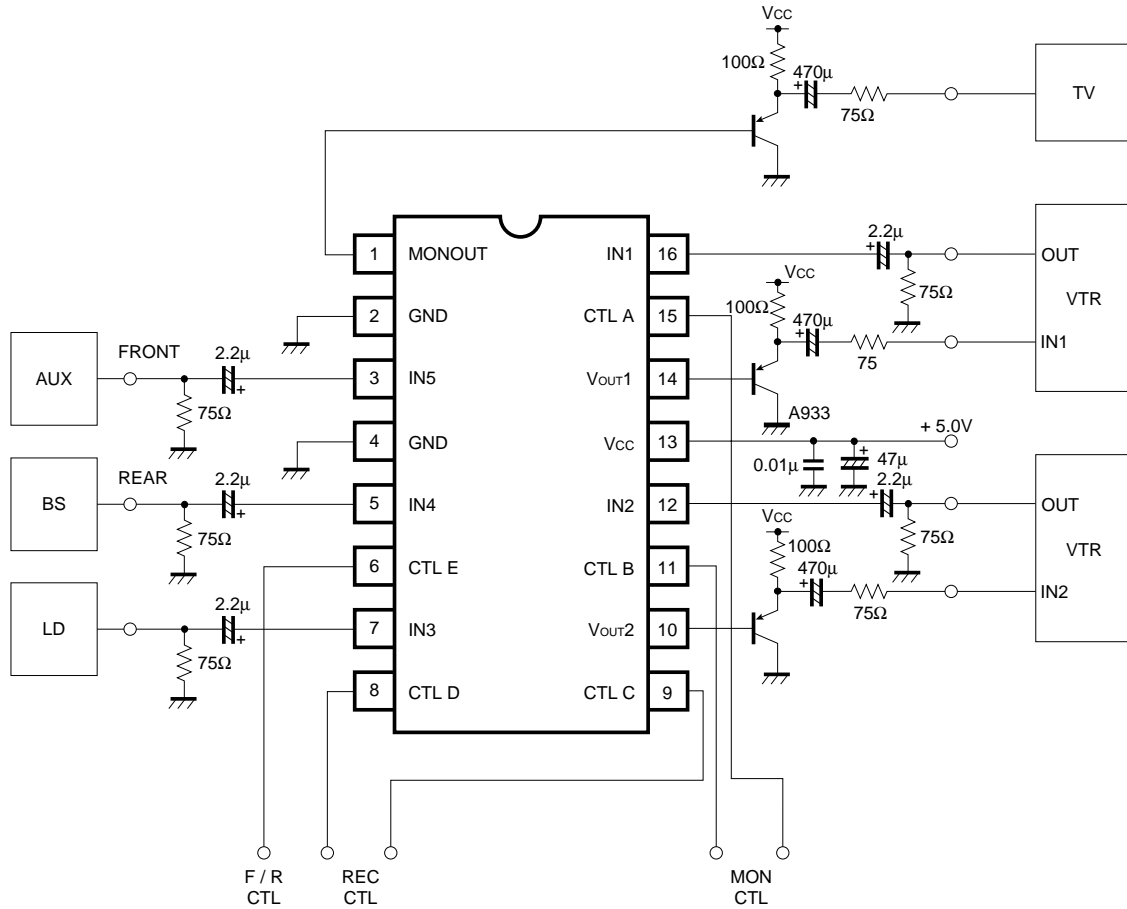 VCC
100Ω
470μ
+
75Ω
TV
1
MONOUT
IN1
16
2.2μ
+
75Ω
OUT
VTR
IN1
2
GND
CTL A
15
VCC
100Ω
470μ
+
75
AUX
FRONT
2.2μ
+
75Ω
3
IN5
VOUT1
14
A933
4
GND
VCC
13
+ 5.0V
0.01μ
+
47μ
BS
REAR
2.2μ
+
75Ω
5
IN4
IN2
12
2.2μ
+
75Ω
OUT
VTR
IN2
6
CTL E
CTL B
11
VCC
100Ω
470μ
+
75Ω
LD
2.2μ
+
75Ω
7
IN3
VOUT2
10
8
CTL D
CTL C
9
F / R
CTL
REC
CTL
MON
CTL